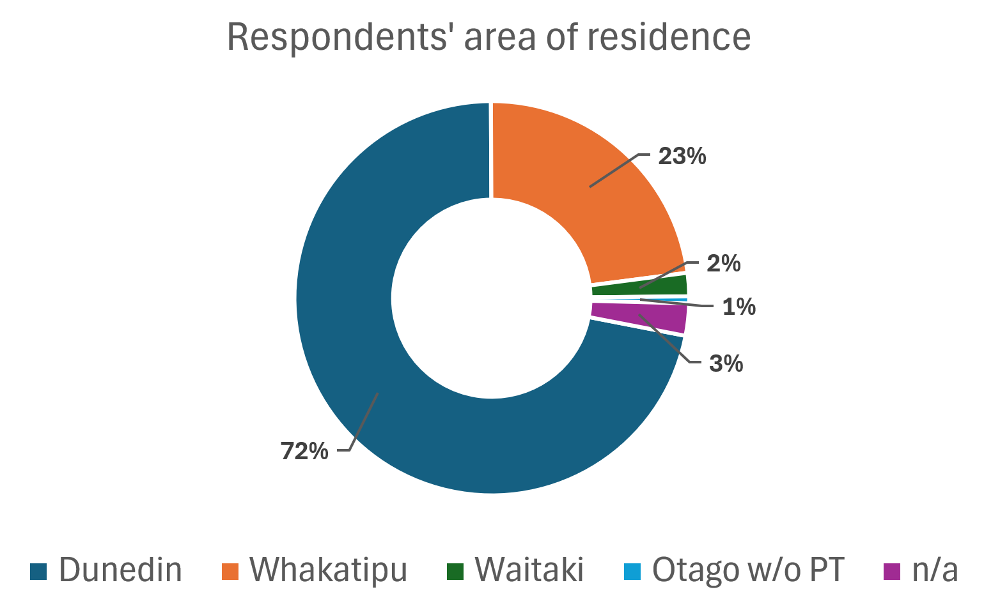 Respondents' area of residence
23%
2%
1%
3%
72%
Dunedin Whakatipu Waitaki Otago w/o PT n/a